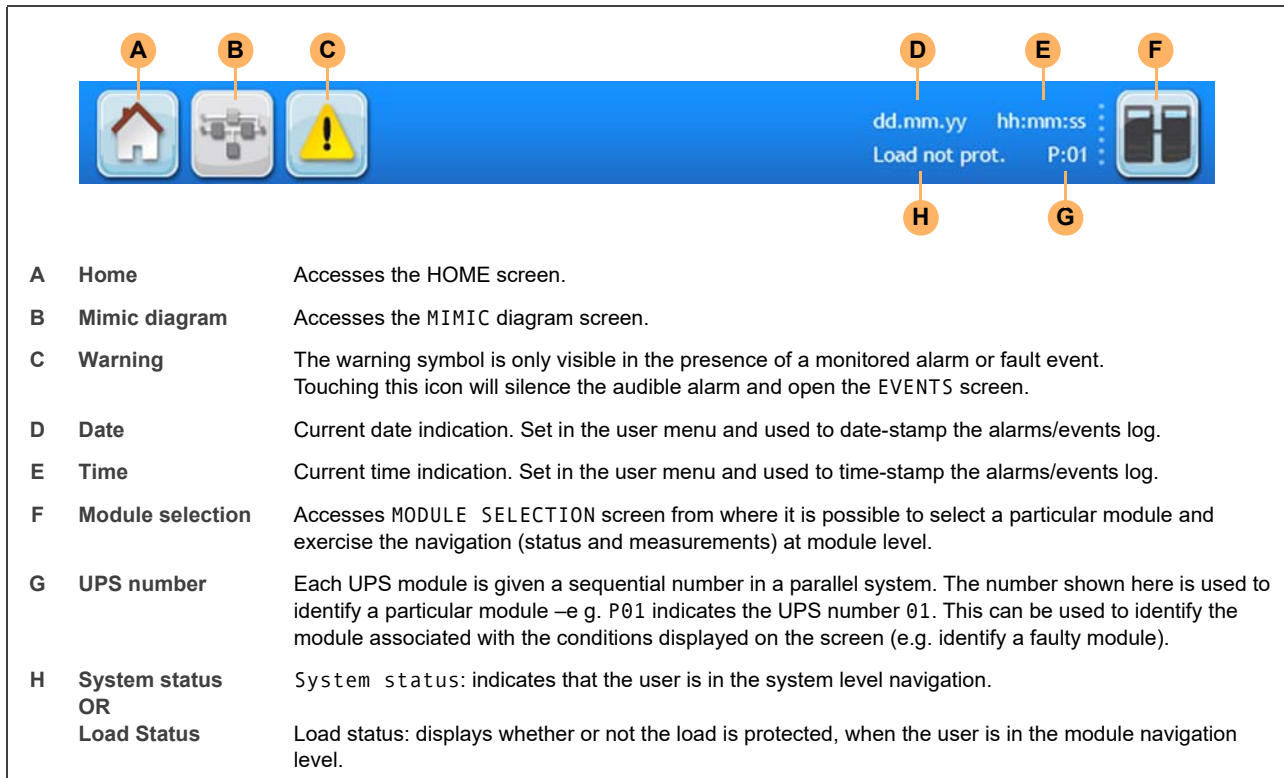 A B C D E F
dd.mm.yy hh:mm:ss
Load not prot. P:01
H G
A Home Accesses the HOME screen.
B Mimic diagram Accesses the MIMIC diagram screen.
C Warning The warning symbol is only visible in the presence of a monitored alarm or fault event.
Touching this icon will silence the audible alarm and open the EVENTS screen.
D Date Current date indication. Set in the user menu and used to date-stamp the alarms/events log.
E Time Current time indication. Set in the user menu and used to time-stamp the alarms/events log.
F Module selection Accesses MODULE SELECTION screen from where it is possible to select a particular module and
exercise the navigation (status and measurements) at module level.
G UPS number Each UPS module is given a sequential number in a parallel system. The number shown here is used to
identify a particular module –e g. P01 indicates the UPS number 01. This can be used to identify the
module associated with the conditions displayed on the screen (e.g. identify a faulty module).
H System status System status: indicates that the user is in the system level navigation.
OR
Load Status Load status: displays whether or not the load is protected, when the user is in the module navigation
level.